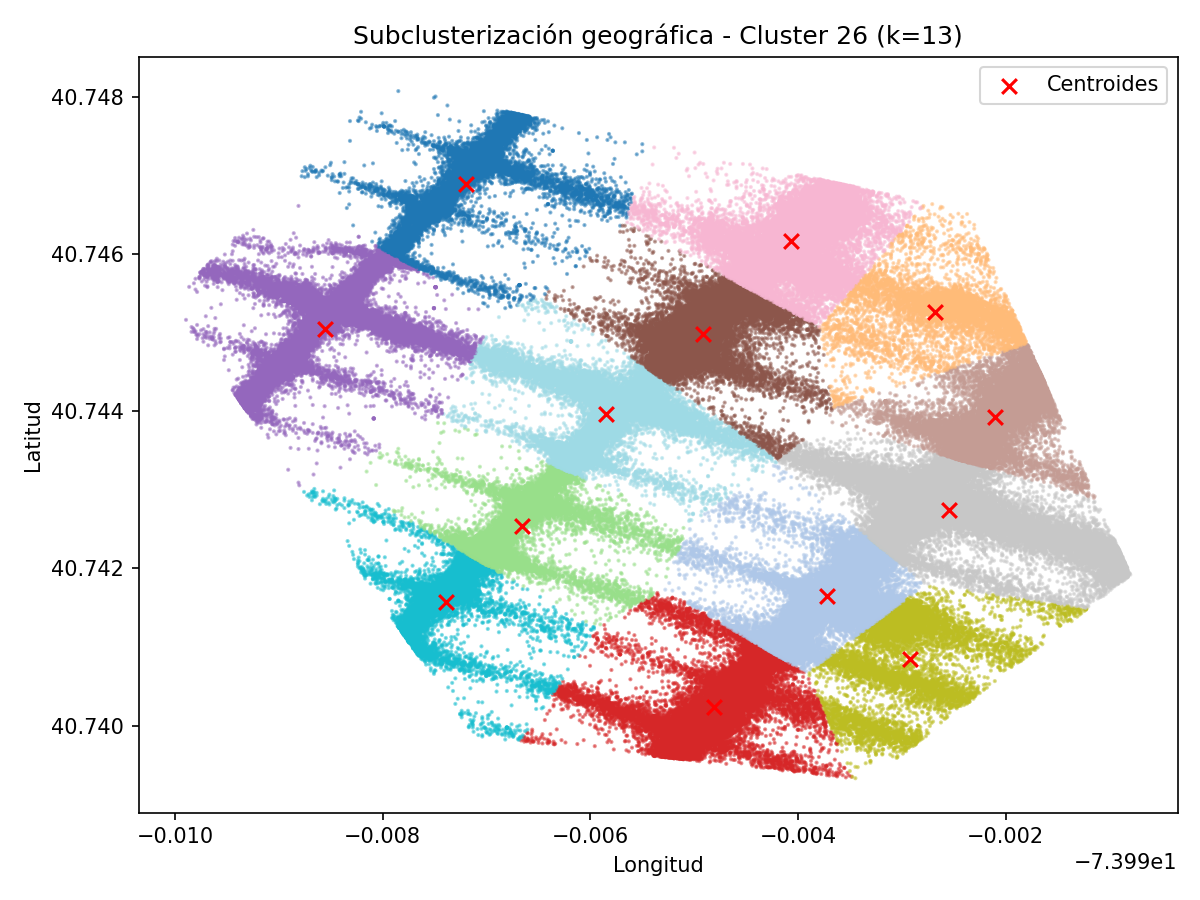 Subclusterización geográfica - Cluster 26 (k=13)
Centroides
40.748
40.746
40.744
40.742
40.740
Latitud
−0.010
−0.008
−0.006
−0.004
−0.002
Longitud
−7.399e1